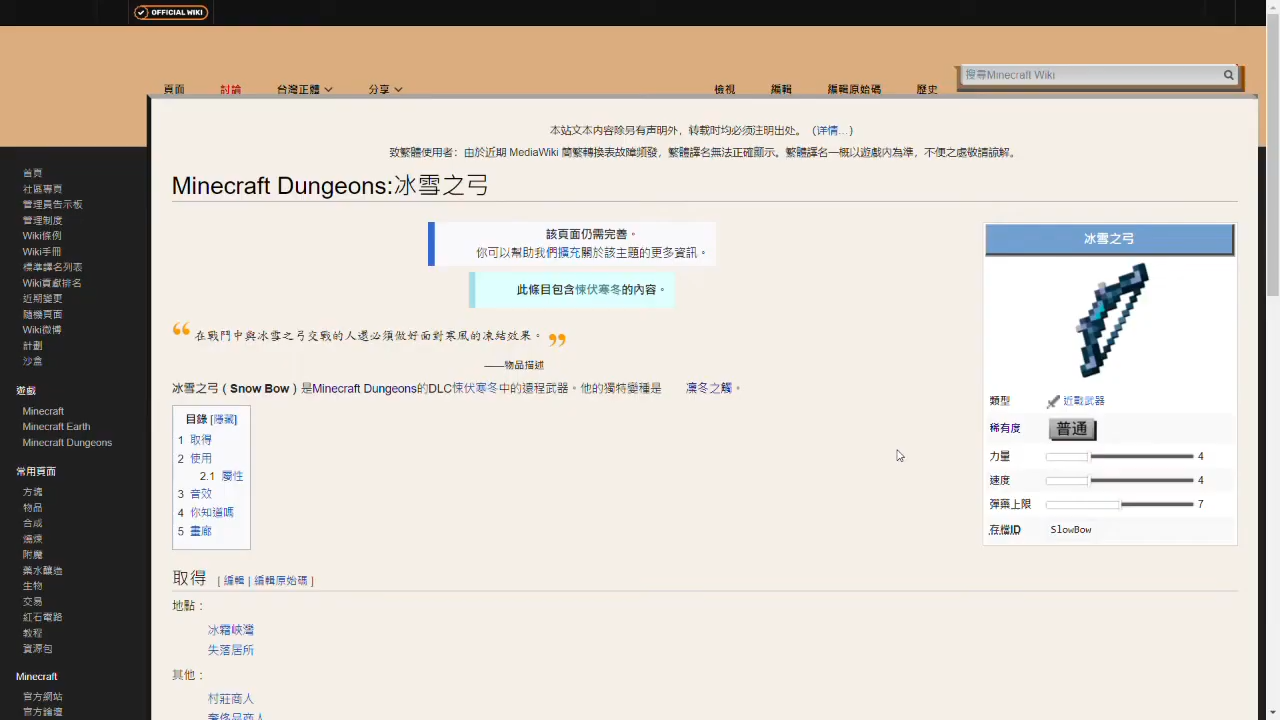 OFFICIAL WIKI
頁面
討論
台灣正體
分享
檢視
編輯
編輯原始碼
歷史
搜尋Minecraft Wiki
本站文本内容除另有声明外，转载时均必须注明出处。（详情…）
致繁體使用者：由於近期 MediaWiki 簡繁轉換表故障頻發，繁體譯名無法正確顯示。繁體譯名一概以遊戲內為準，不便之處敬請諒解。
首頁
社區專頁
管理員告示板
管理制度
Wiki條例
Wiki手冊
標準譯名列表
Wiki貢獻排名
近期變更
隨機頁面
Wiki微博
計劃
沙盒
遊戲
Minecraft
Minecraft Earth
Minecraft Dungeons
常用頁面
方塊
物品
合成
燒煉
附魔
藥水釀造
生物
交易
紅石電路
教程
資源包
Minecraft
官方網站
官方論壇
Minecraft Dungeons:冰雪之弓
該頁面仍需完善。
你可以幫助我們擴充關於該主題的更多資訊。
此條目包含悚伏寒冬的內容。
“ 在戰鬥中與冰雪之弓交戰的人還必須做好面對寒風的凍結效果。 ”
——物品描述
冰雪之弓（Snow Bow）是Minecraft Dungeons的DLC悚伏寒冬中的遠程武器。他的獨特變種是 凜冬之觸。
目錄 [隱藏]
1 取得
2 使用
2.1 屬性
3 音效
4 你知道嗎
5 畫廊
取得 [ 編輯 | 編輯原始碼 ]
地點：
冰霜峽灣
失落居所
其他：
村莊商人
奢侈品商人
冰雪之弓
類型 近戰武器
稀有度 普通
力量 4
速度 4
彈藥上限 7
存檔ID SlowBow